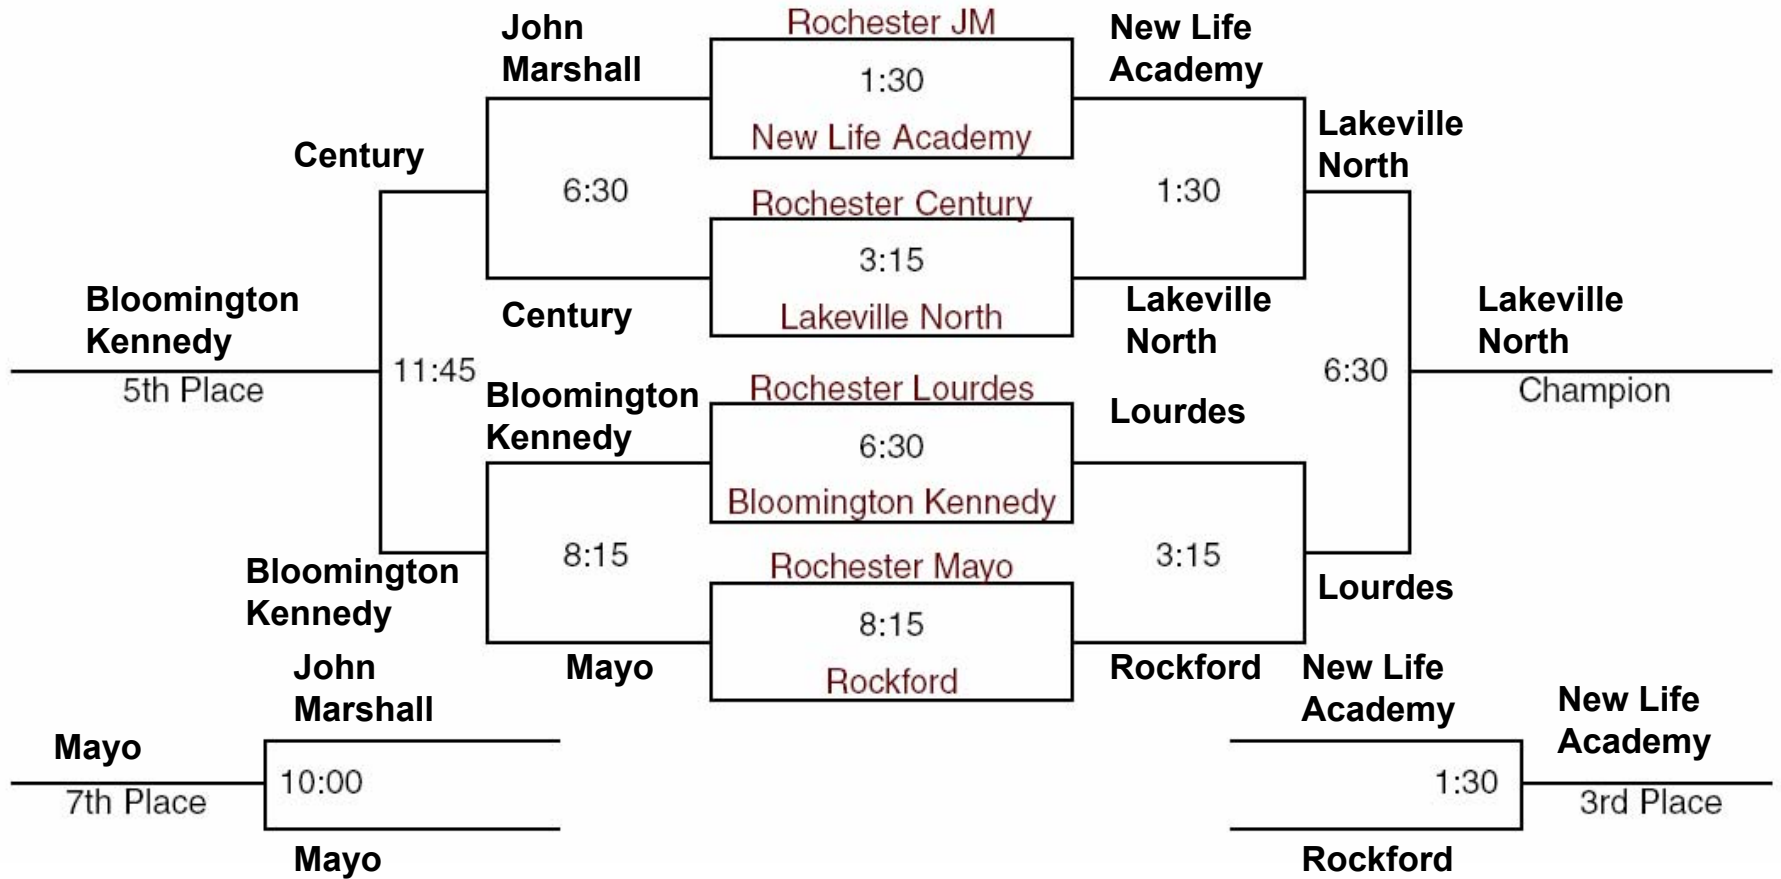 Rochester JM
John
Marshall
New Life
Academy
1:30
New Life Academy
Lakeville
North
Century
6:30
1:30
Rochester Century
3:15
Lakeville North
Century
Lakeville
North
Bloomington
Kennedy
5th Place
11:45
6:30
Lakeville
North
Champion
Rochester Lourdes
Bloomington
Kennedy
Lourdes
6:30
Bloomington Kennedy
8:15
3:15
Rochester Mayo
8:15
Rockford
Bloomington
Kennedy
Lourdes
Mayo
Rockford
John
Marshall
New Life
Academy
Mayo
7th Place
10:00
Mayo
New Life
Academy
1:30
3rd Place
Rockford